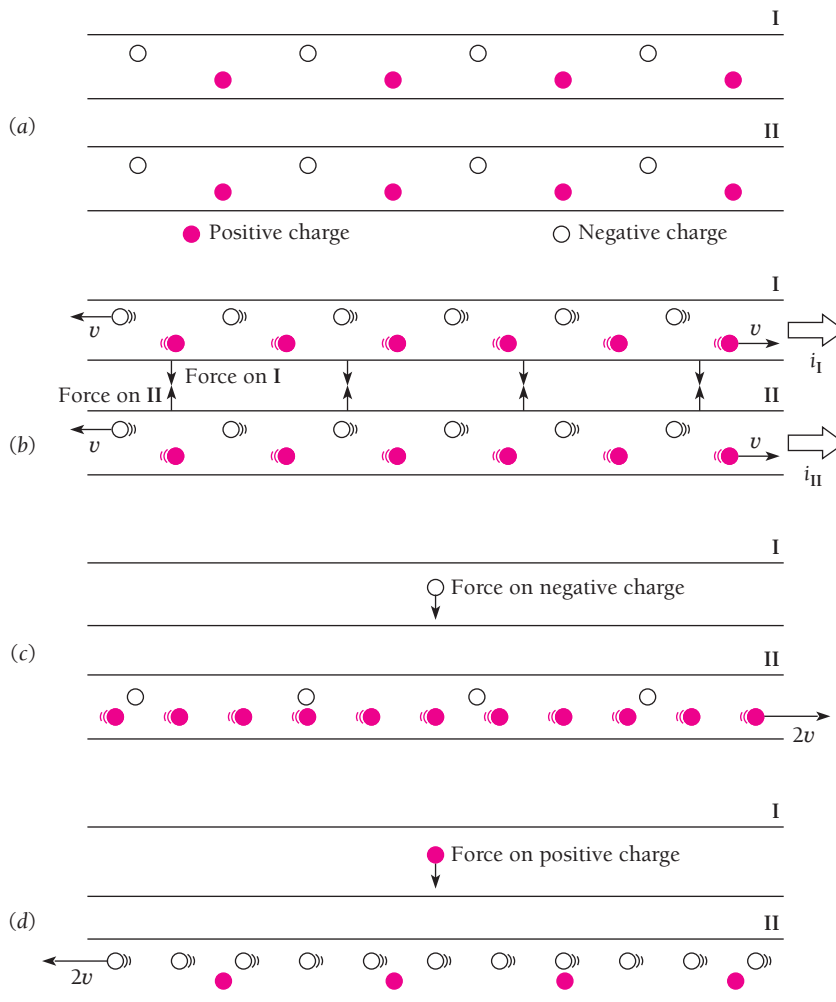 I
(a)
II
Positive charge
Negative charge
I
v
v
i_I
Force on I
Force on II
II
v
v
(b)
i_II
I
Force on negative charge
(c)
II
2v
I
Force on positive charge
(d)
II
2v